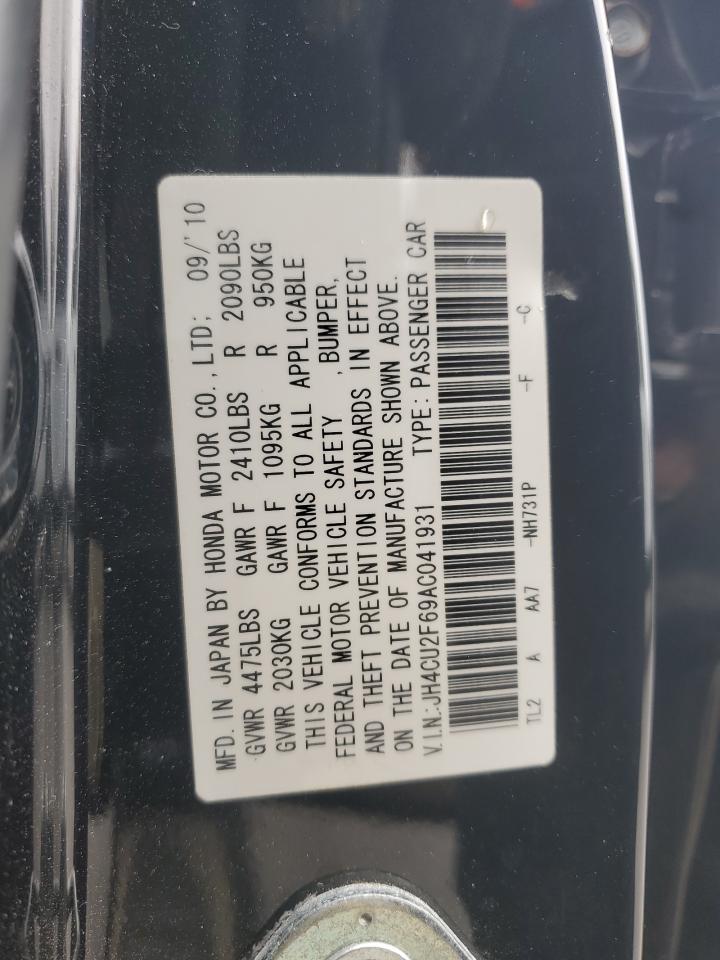 MFD. IN JAPAN BY HONDA MOTOR CO., LTD; 09/'10
GVWR 4475LBS GAWR F 2410LBS R 2090LBS
GVWR 2030KG GAWR F 1095KG R 950KG
THIS VEHICLE CONFORMS TO ALL APPLICABLE
FEDERAL MOTOR VEHICLE SAFETY , BUMPER,
AND THEFT PREVENTION STANDARDS IN EFFECT
ON THE DATE OF MANUFACTURE SHOWN ABOVE.
V.I.N.:JH4CU2F69AC041931 TYPE: PASSENGER CAR
TL2 A AA7 -NH731P -F -C